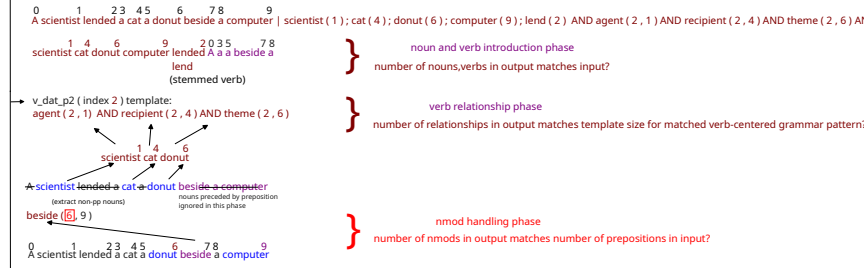 0 1 2 3 4 5 6 7 8 9
A scientist lended a cat a donut beside a computer | scientist ( 1 ) ; cat ( 4 ) ; donut ( 6 ) ; computer ( 9 ) ; lend ( 2 ) AND agent ( 2 , 1 ) AND recipient ( 2 , 4 ) AND theme ( 2 , 6 ) AN
1 4 6 9 2 0 3 5 7 8
scientist cat donut computer lended A a a beside a
lend
(stemmed verb)
noun and verb introduction phase
number of nouns,verbs in output matches input?
v_dat_p2 ( index 2 ) template:
agent ( 2 , 1) AND recipient ( 2 , 4 ) AND theme ( 2 , 6 )
verb relationship phase
number of relationships in output matches template size for matched verb-centered grammar pattern?
1 4 6
scientist cat donut
A scientist lended a cat a donut beside a computer
(extract non-pp nouns)
nouns preceded by preposition
ignored in this phase
beside ( 6 , 9 )
nmod handling phase
number of nmods in output matches number of prepositions in input?
0 1 2 3 4 5 6 7 8 9
A scientist lended a cat a donut beside a computer